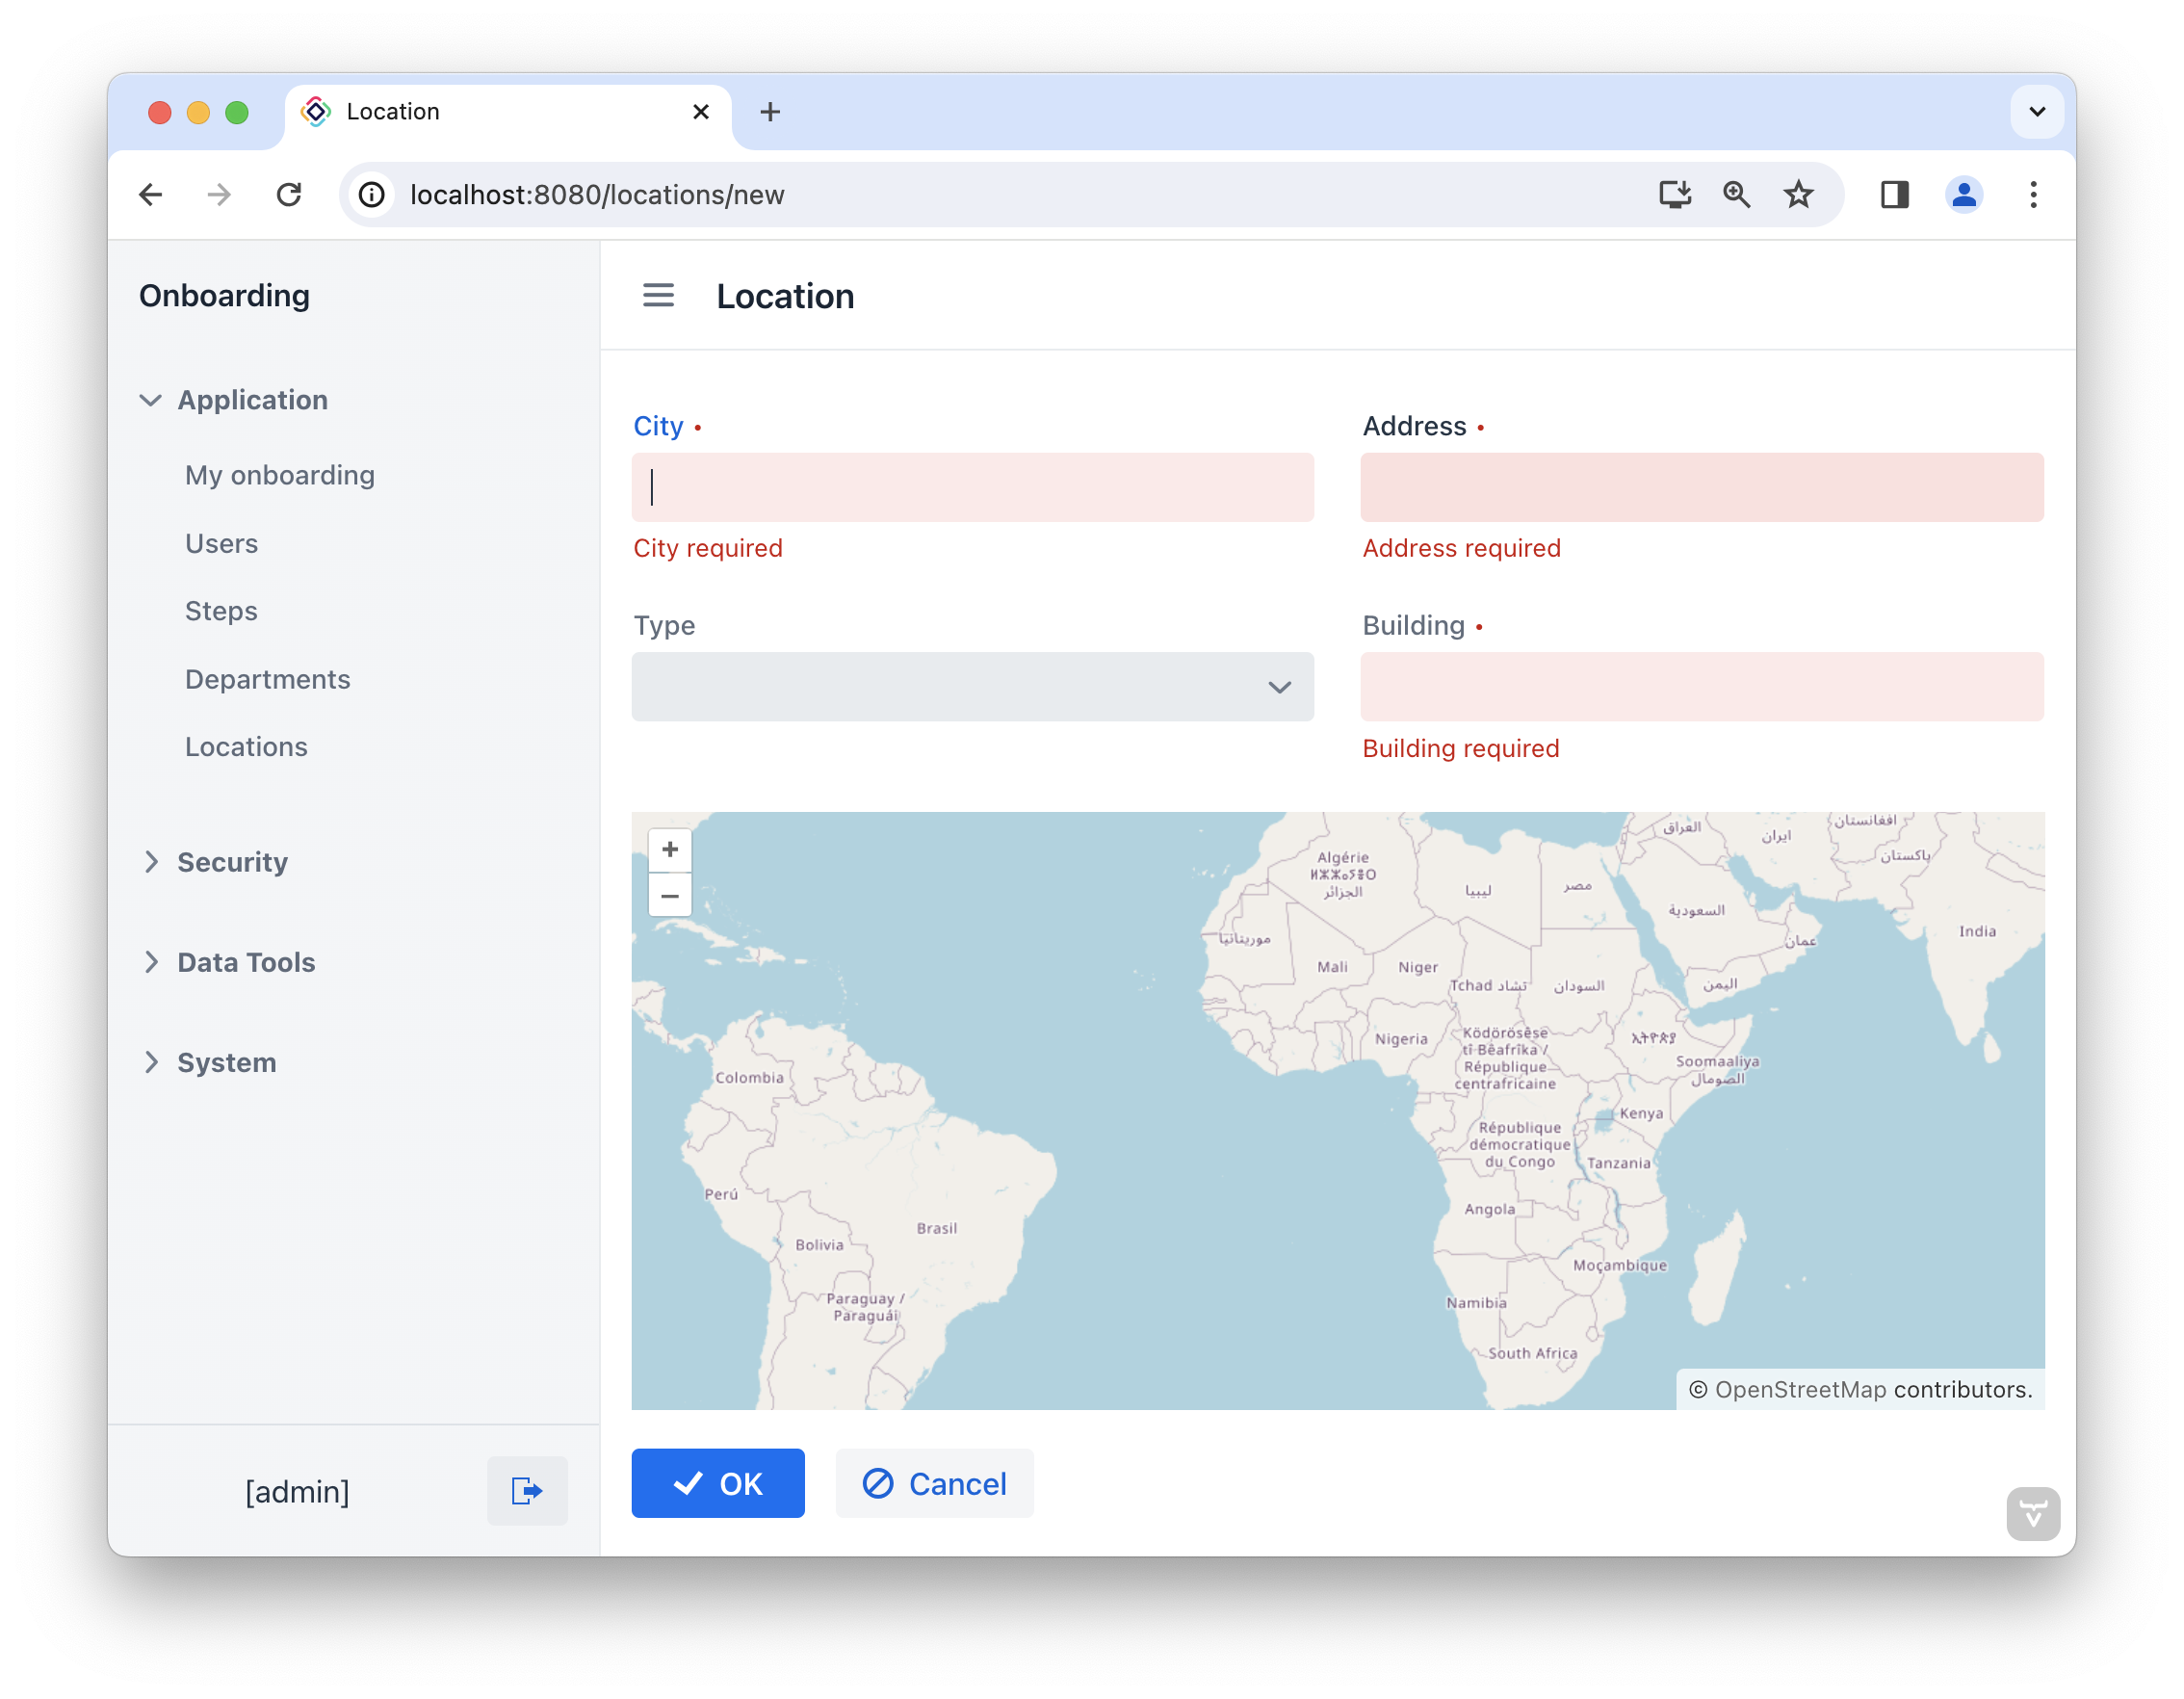 Location
localhost:8080/locations/new
Onboarding
Application
My onboarding
Users
Steps
Departments
Locations
Security
Data Tools
System
[admin]
Location
City •
City required
Address •
Address required
Type
Building •
Building required
+
−
Algérie
ⵍⵣⵣⴰⵢⴻⵔ
الجزائر
ليبيا
مصر
العراق
ايران
افغانستان
پاکستان
السعودية
عمان
India
موريتانيا
Mali
Niger
Tchad تشاد
السودان
اليمن
Nigeria
Ködörösêse
tî Bêafrîka /
République
centrafricaine
ኢትዮጵያ
Soomaaliya
الصومال
Colombia
Kenya
République
démocratique
du Congo
Tanzania
Perú
Brasil
Angola
Bolivia
Moçambique
Paraguay /
Paraguái
Namibia
South Africa
© OpenStreetMap contributors.
OK
Cancel